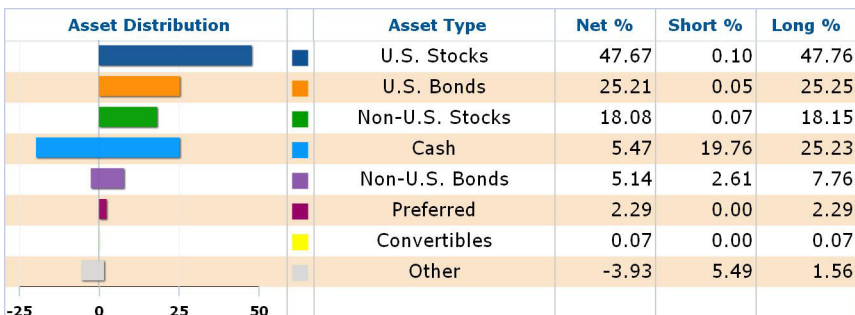 Asset Distribution Asset Type Net % Short % Long %
U.S. Stocks 47.67 0.10 47.76
U.S. Bonds 25.21 0.05 25.25
Non-U.S. Stocks 18.08 0.07 18.15
Cash 5.47 19.76 25.23
Non-U.S. Bonds 5.14 2.61 7.76
Preferred 2.29 0.00 2.29
Convertibles 0.07 0.00 0.07
Other -3.93 5.49 1.56
-25 0 25 50